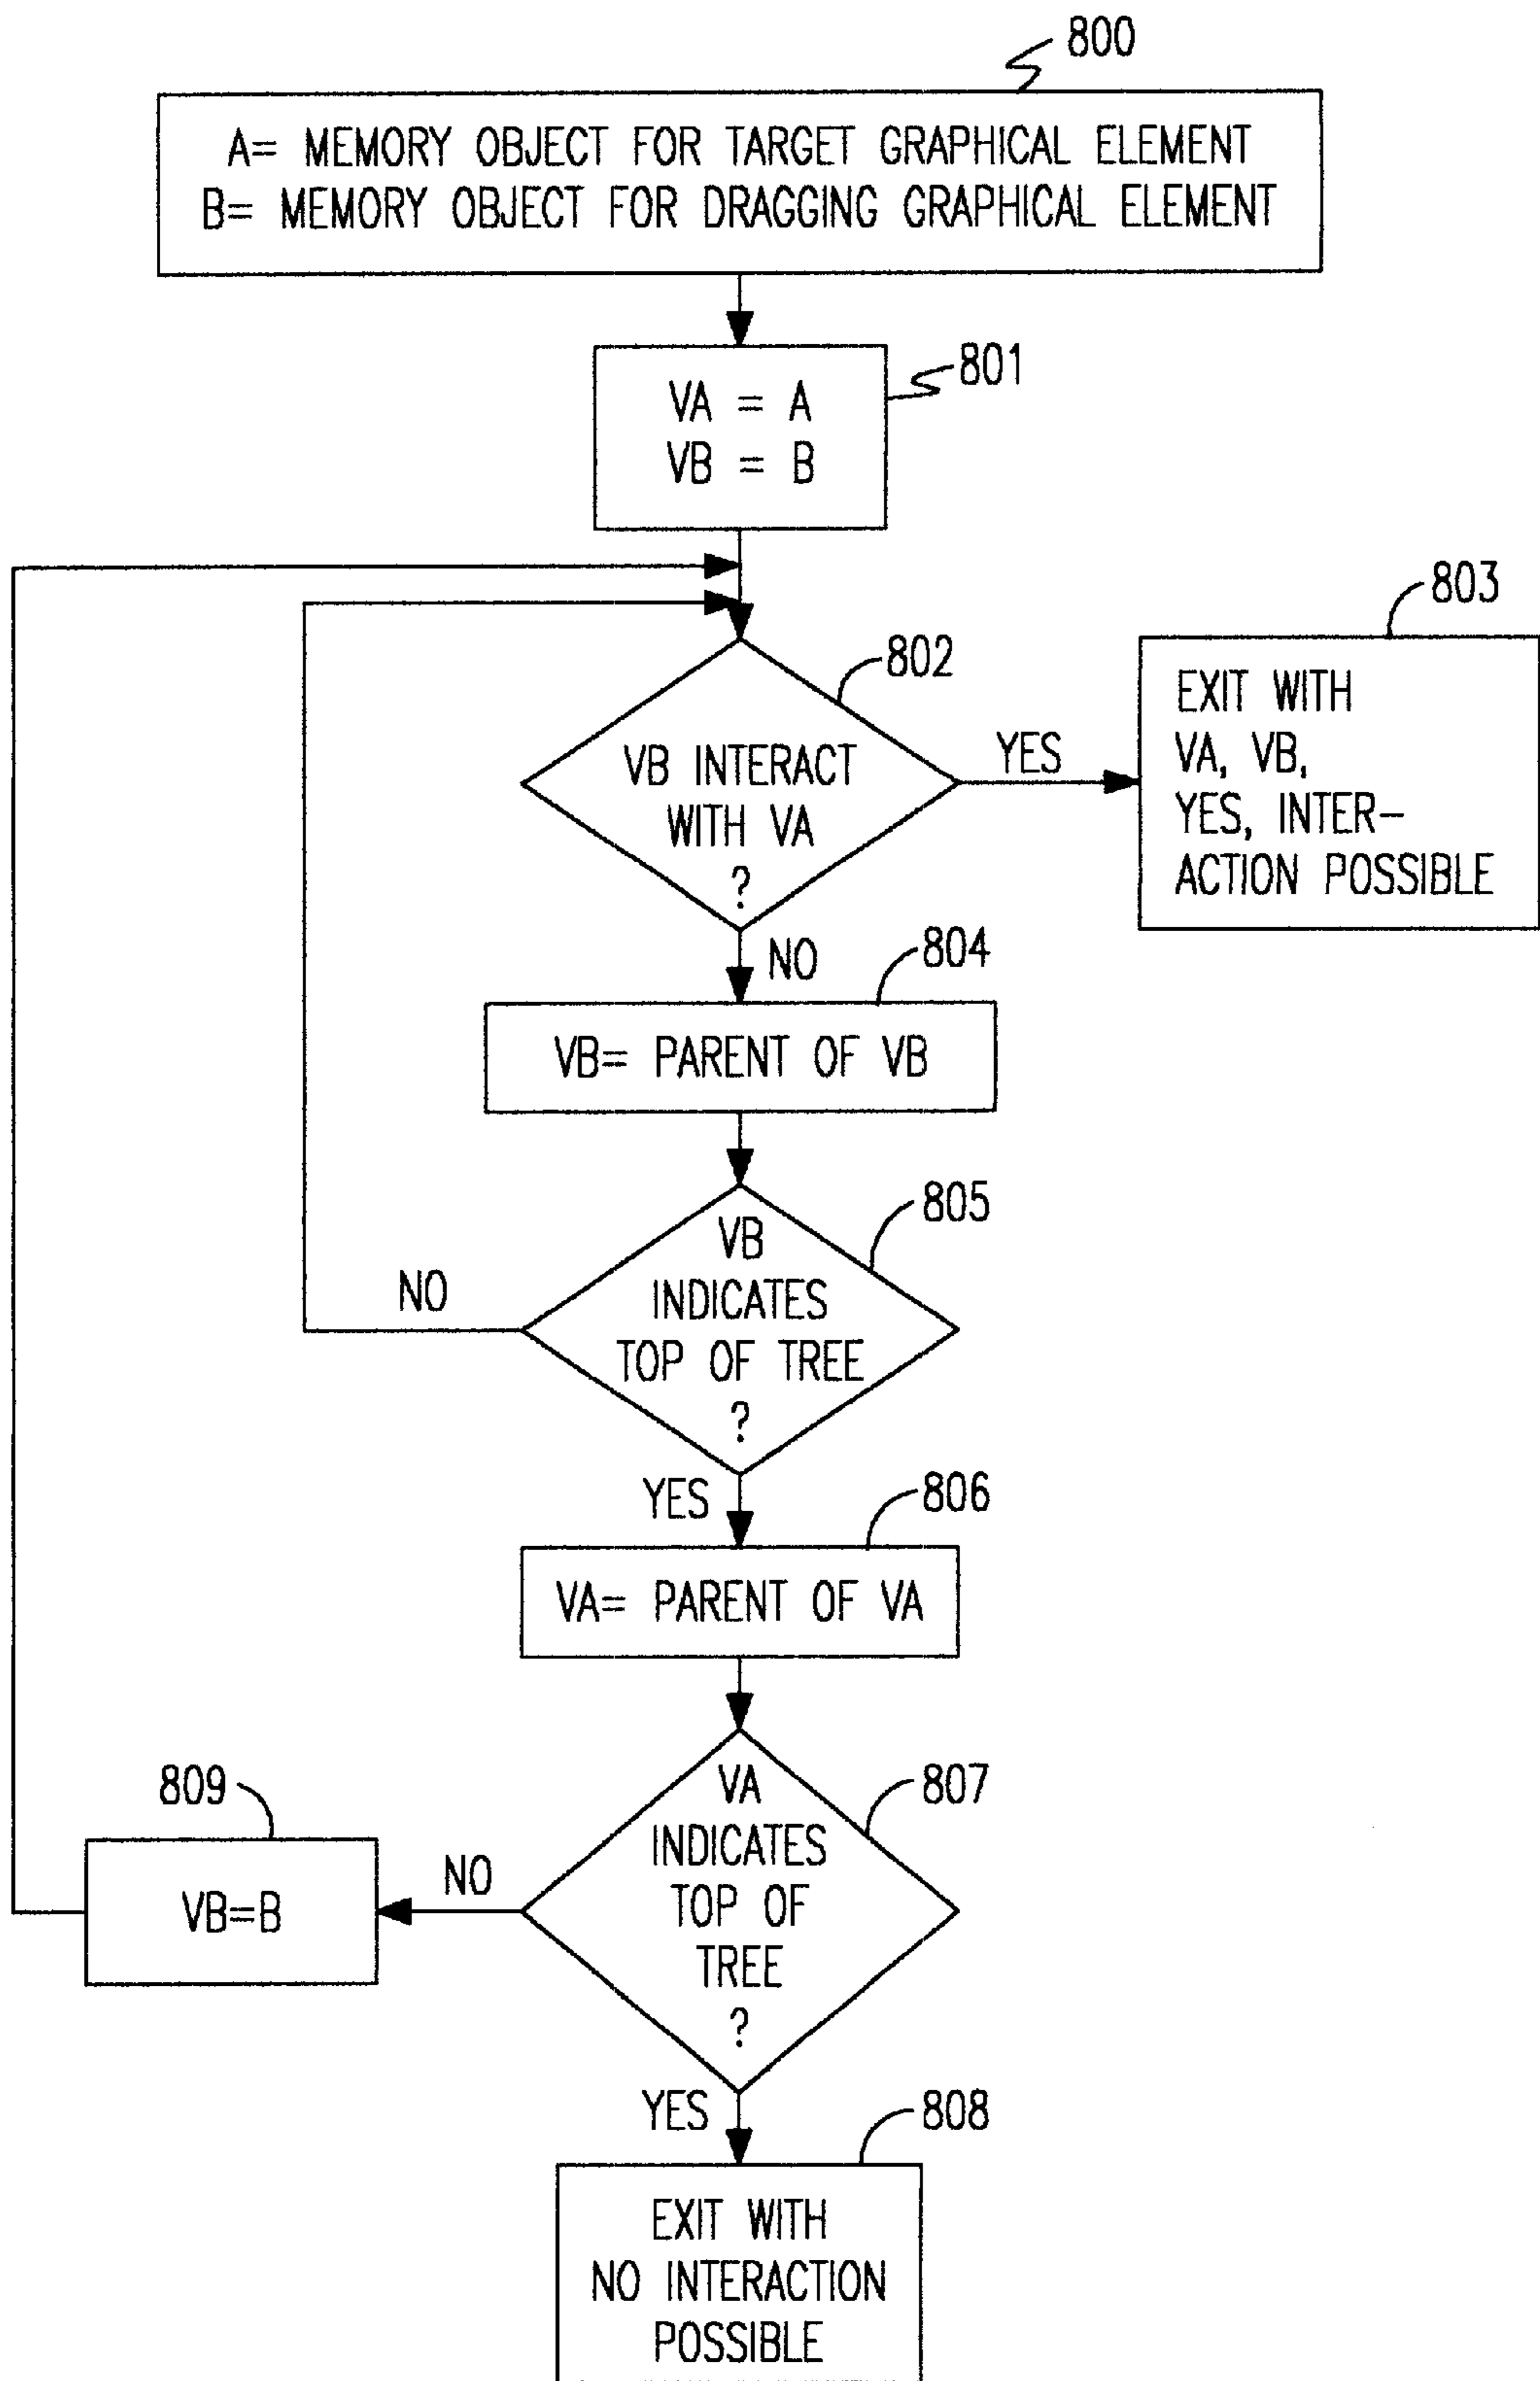 800
A= MEMORY OBJECT FOR TARGET GRAPHICAL ELEMENT
B= MEMORY OBJECT FOR DRAGGING GRAPHICAL ELEMENT
801
VA = A
VB = B
802
VB INTERACT
WITH VA
?
YES
803
EXIT WITH
VA, VB,
YES, INTER-
ACTION POSSIBLE
NO
804
VB= PARENT OF VB
805
VB
INDICATES
TOP OF TREE
?
NO
YES
806
VA= PARENT OF VA
807
VA
INDICATES
TOP OF
TREE
?
NO
809
VB=B
YES
808
EXIT WITH
NO INTERACTION
POSSIBLE